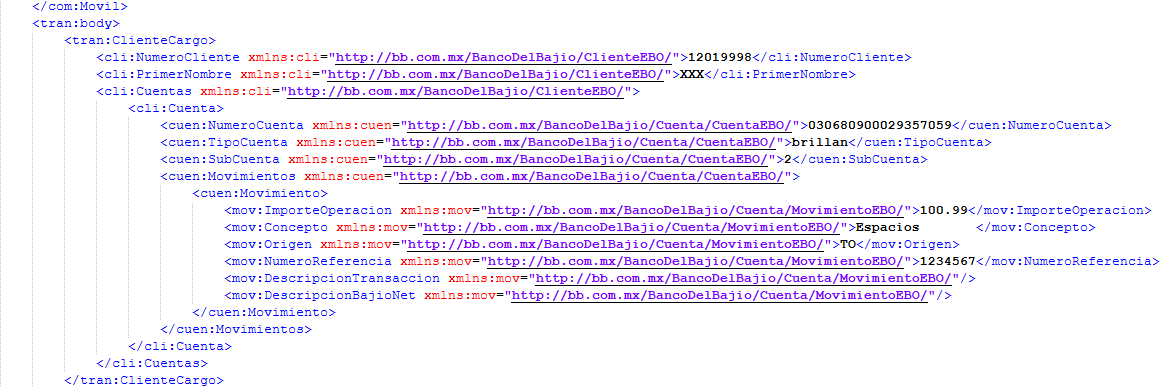 </com:Movil>
<tran:body>
<tran:ClienteCargo>
<cli:NumeroCliente xmlns:cli="http://bb.com.mx/BancoDelBajio/ClienteEBO/">12019998</cli:NumeroCliente>
<cli:PrimerNombre xmlns:cli="http://bb.com.mx/BancoDelBajio/ClienteEBO/">XXX</cli:PrimerNombre>
<cli:Cuentas xmlns:cli="http://bb.com.mx/BancoDelBajio/ClienteEBO/">
<cli:Cuenta>
<cuen:NumeroCuenta xmlns:cuen="http://bb.com.mx/BancoDelBajio/Cuenta/CuentaEBO/">030680900029357059</cuen:NumeroCuenta>
<cuen:TipoCuenta xmlns:cuen="http://bb.com.mx/BancoDelBajio/Cuenta/CuentaEBO/">brillan</cuen:TipoCuenta>
<cuen:SubCuenta xmlns:cuen="http://bb.com.mx/BancoDelBajio/Cuenta/CuentaEBO/">2</cuen:SubCuenta>
<cuen:Movimientos xmlns:cuen="http://bb.com.mx/BancoDelBajio/Cuenta/CuentaEBO/">
<cuen:Movimiento>
<mov:ImporteOperacion xmlns:mov="http://bb.com.mx/BancoDelBajio/Cuenta/MovimientoEBO/">100.99</mov:ImporteOperacion>
<mov:Concepto xmlns:mov="http://bb.com.mx/BancoDelBajio/Cuenta/MovimientoEBO/">Espacios       </mov:Concepto>
<mov:Origen xmlns:mov="http://bb.com.mx/BancoDelBajio/Cuenta/MovimientoEBO/">TO</mov:Origen>
<mov:NumeroReferencia xmlns:mov="http://bb.com.mx/BancoDelBajio/Cuenta/MovimientoEBO/">1234567</mov:NumeroReferencia>
<mov:DescripcionTransaccion xmlns:mov="http://bb.com.mx/BancoDelBajio/Cuenta/MovimientoEBO/"/>
<mov:DescripcionBajioNet xmlns:mov="http://bb.com.mx/BancoDelBajio/Cuenta/MovimientoEBO/"/>
</cuen:Movimiento>
</cuen:Movimientos>
</cli:Cuenta>
</cli:Cuentas>
</tran:ClienteCargo>